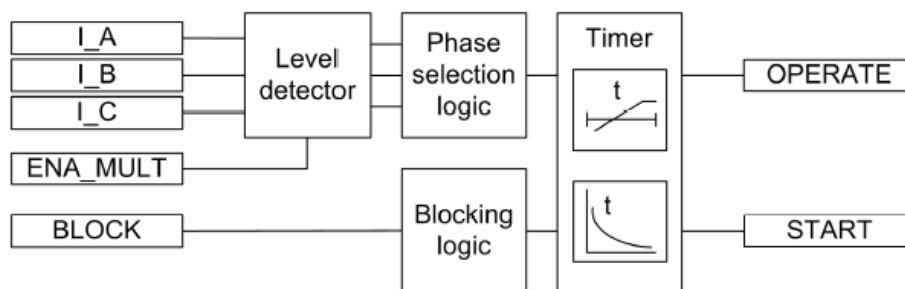 I_A
I_B
I_C
ENA_MULT
BLOCK
Level
detector
Phase
selection
logic
Blocking
logic
Timer
t
t
OPERATE
START